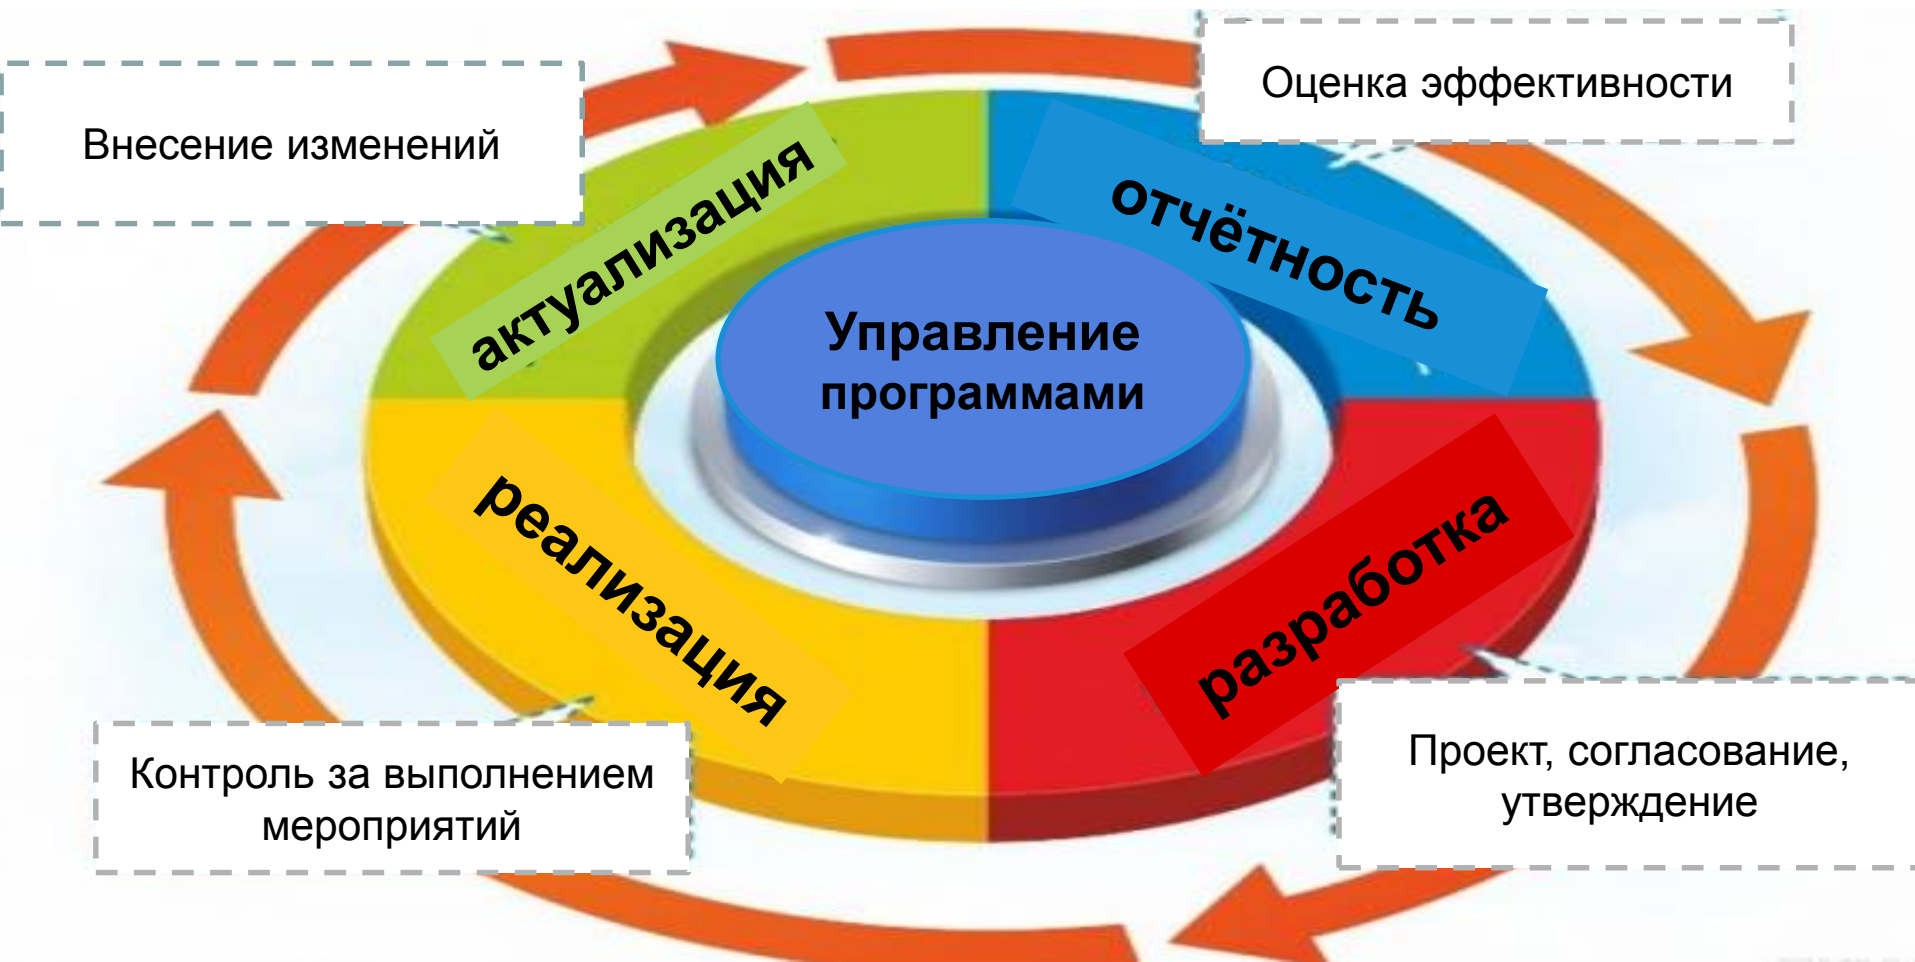 Оценка эффективности
Внесение изменений
актуализация
отчётность
Управление
программами
реализация
разработка
Контроль за выполнением
мероприятий
Проект, согласование,
утверждение